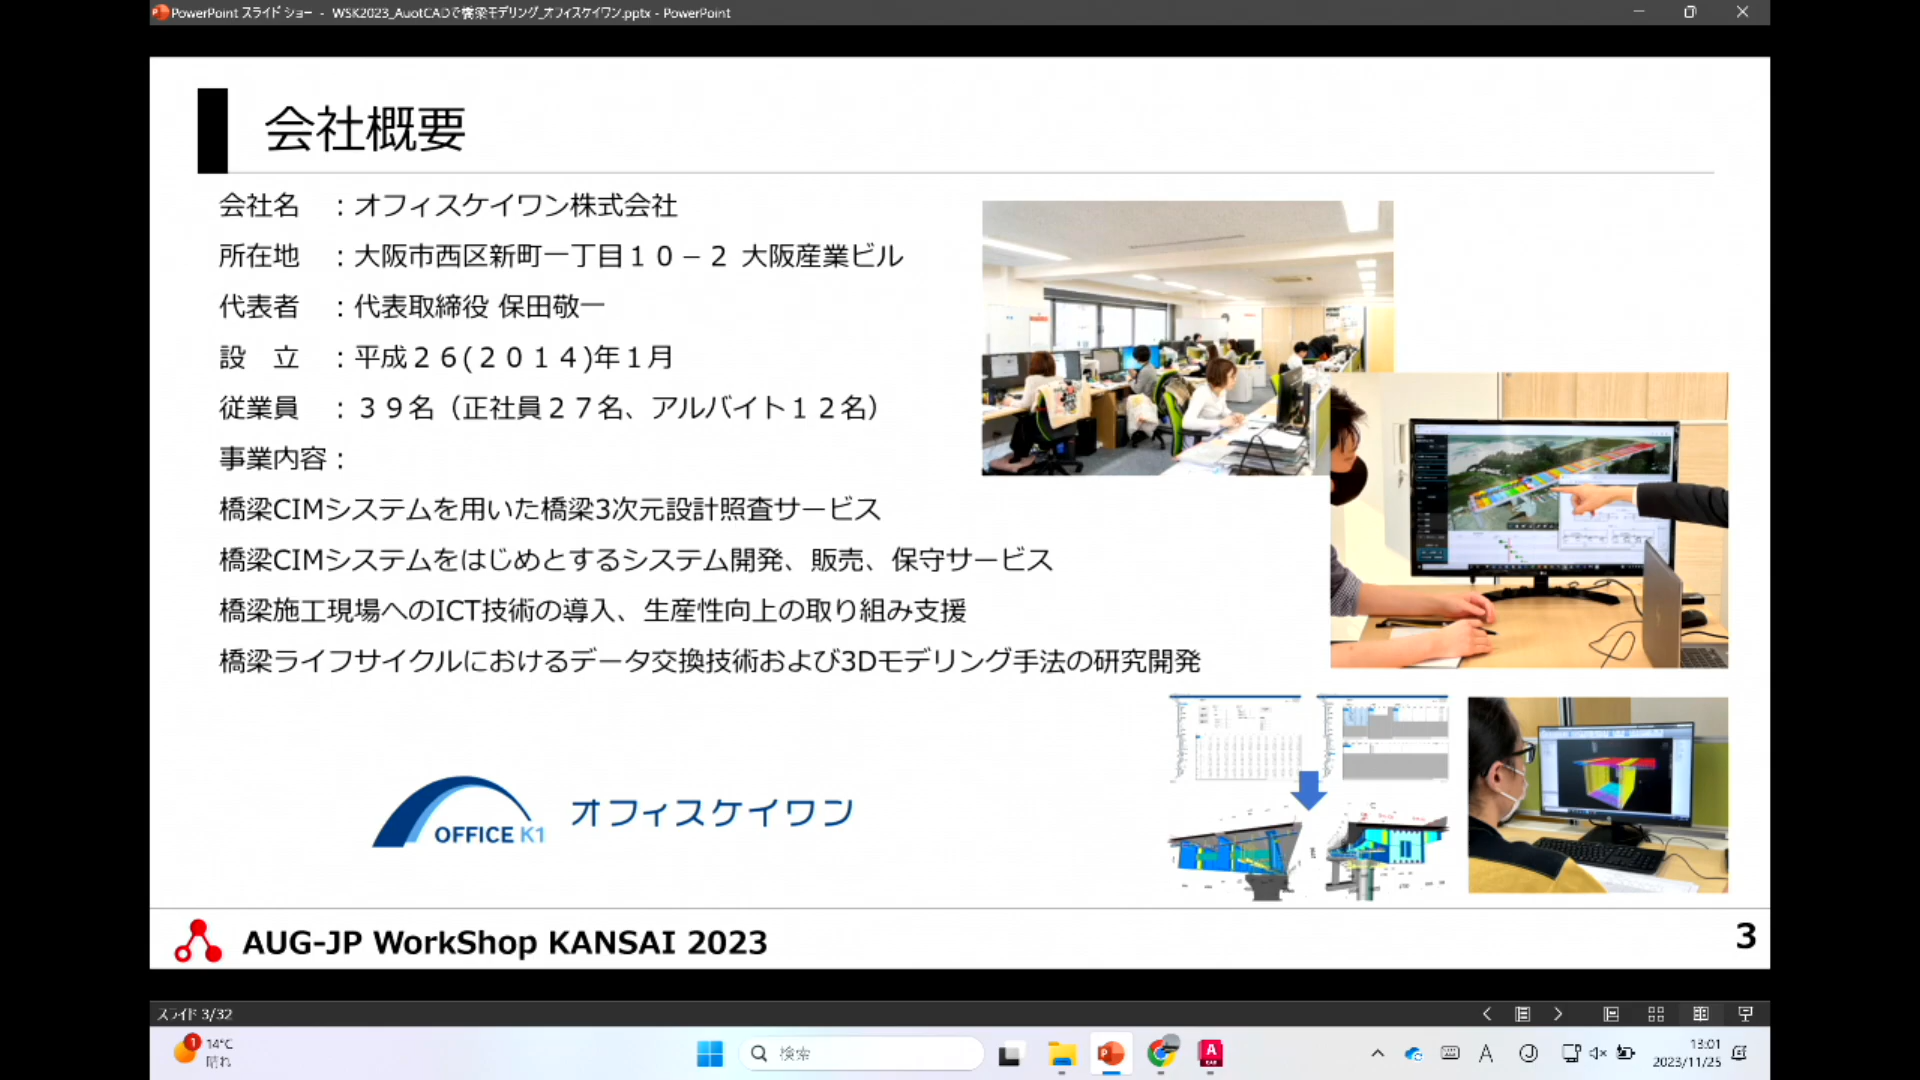 PowerPoint スライド ショー - WSK2023_AuotCADで橋梁モデリング_オフィスケイワン.pptx - PowerPoint
会社概要
会社名 ：オフィスケイワン株式会社
所在地 ：大阪市西区新町一丁目１０－２ 大阪産業ビル
代表者 ：代表取締役 保田敬一
設 立 ：平成２６(２０１４)年１月
従業員 ：３９名（正社員２７名、アルバイト１２名）
事業内容：
橋梁CIMシステムを用いた橋梁3次元設計照査サービス
橋梁CIMシステムをはじめとするシステム開発、販売、保守サービス
橋梁施工現場へのICT技術の導入、生産性向上の取り組み支援
橋梁ライフサイクルにおけるデータ交換技術および3Dモデリング手法の研究開発
OFFICE K1 オフィスケイワン
AUG-JP WorkShop KANSAI 2023
3
スライド 3/32
1
14°C
晴れ
検索
A
13:01
2023/11/25